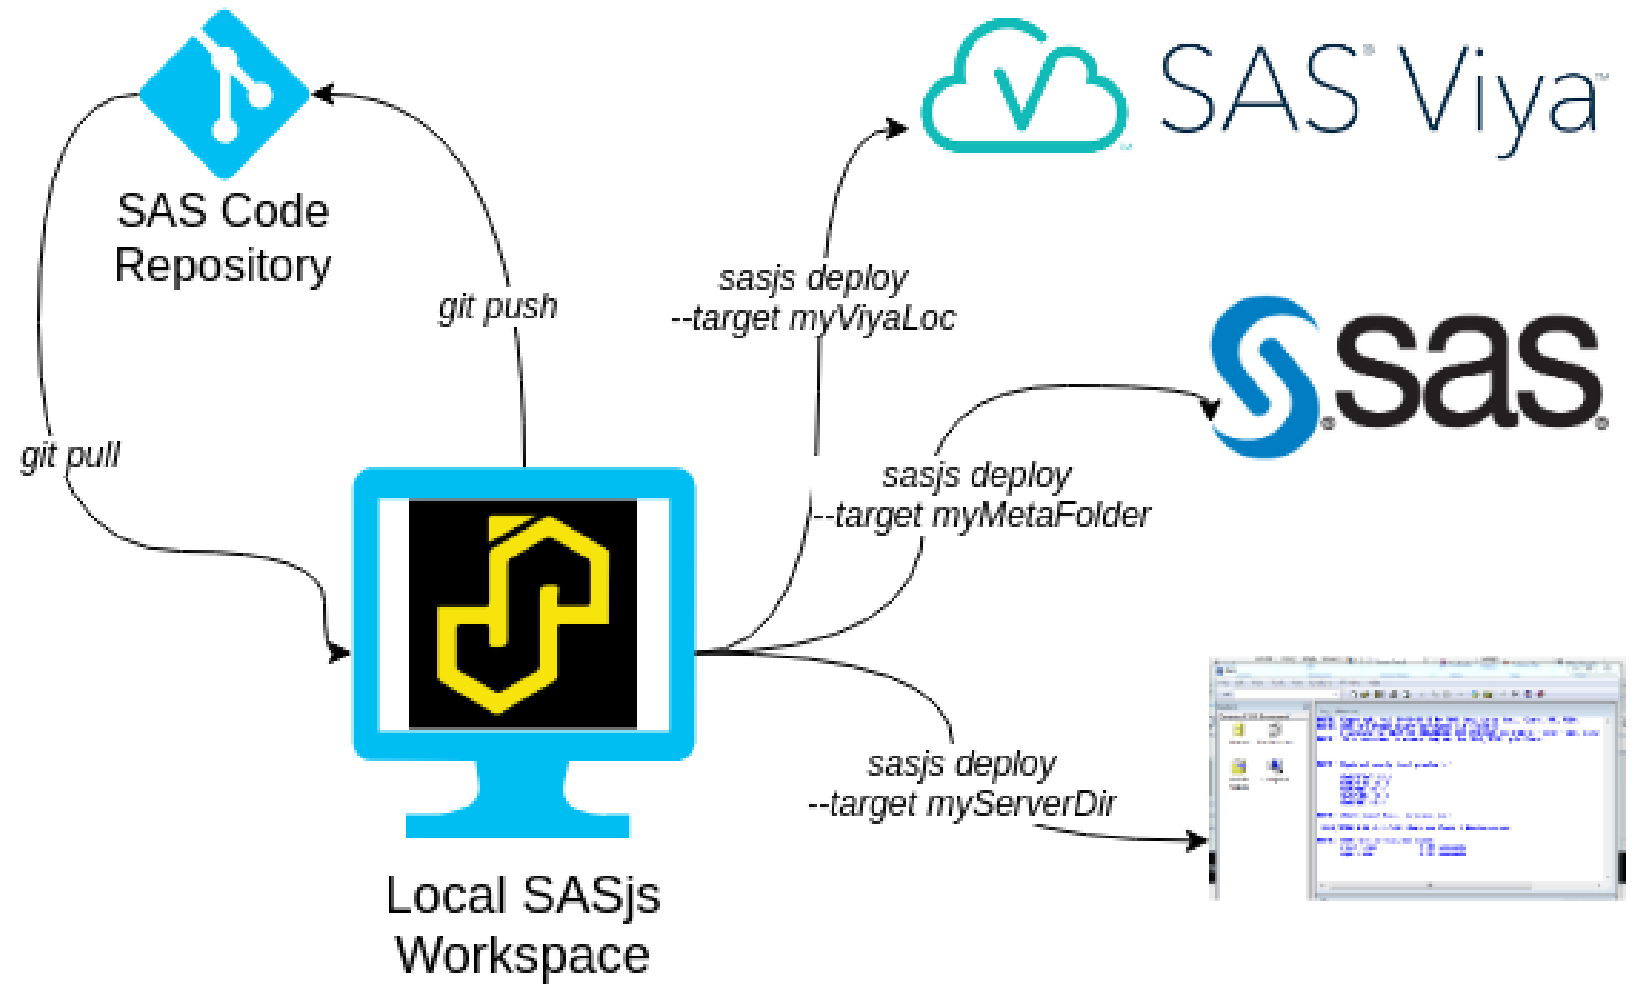 SAS Code
Repository
git push
git pull
SAS® Viya™
sasjs deploy
--target myViyaLoc
sas
sasjs deploy
--target myMetaFolder
sasjs deploy
--target myServerDir
Local SASjs
Workspace